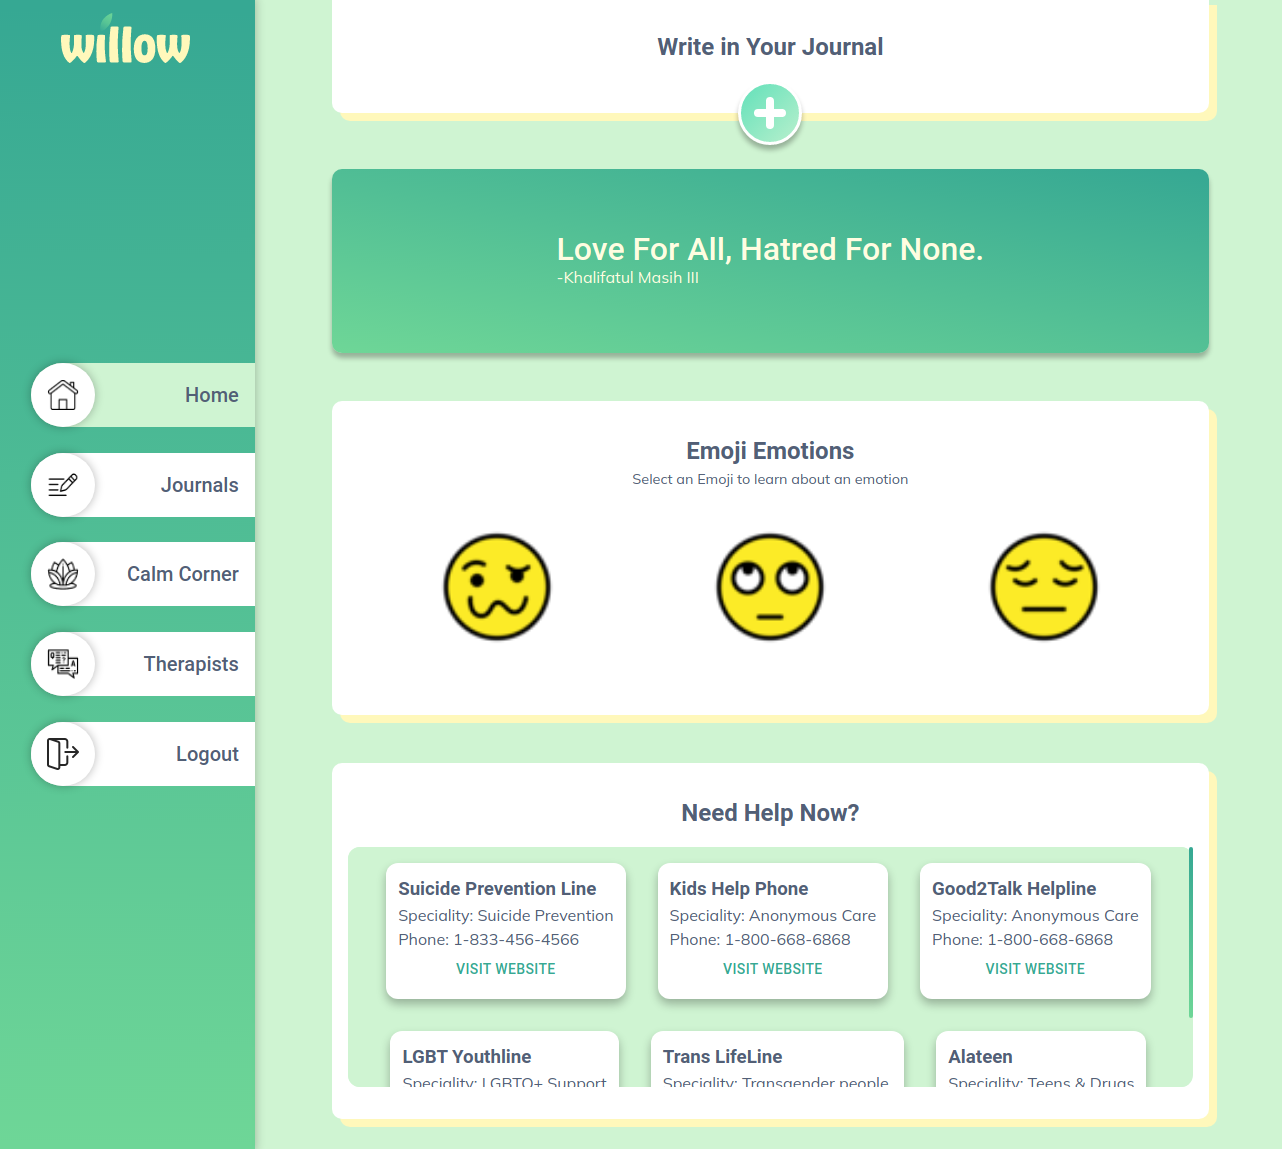 willow
Write in Your Journal
Love For All, Hatred For None.
-Khalifatul Masih III
Home
Journals
Calm Corner
Therapists
Logout
Emoji Emotions
Select an Emoji to learn about an emotion
Need Help Now?
Suicide Prevention Line
Speciality: Suicide Prevention
Phone: 1-833-456-4566
VISIT WEBSITE
Kids Help Phone
Speciality: Anonymous Care
Phone: 1-800-668-6868
VISIT WEBSITE
Good2Talk Helpline
Speciality: Anonymous Care
Phone: 1-800-668-6868
VISIT WEBSITE
LGBT Youthline
Speciality: LGBTQ+ Support
Trans LifeLine
Speciality: Transgender people
Alateen
Speciality: Teens & Drugs